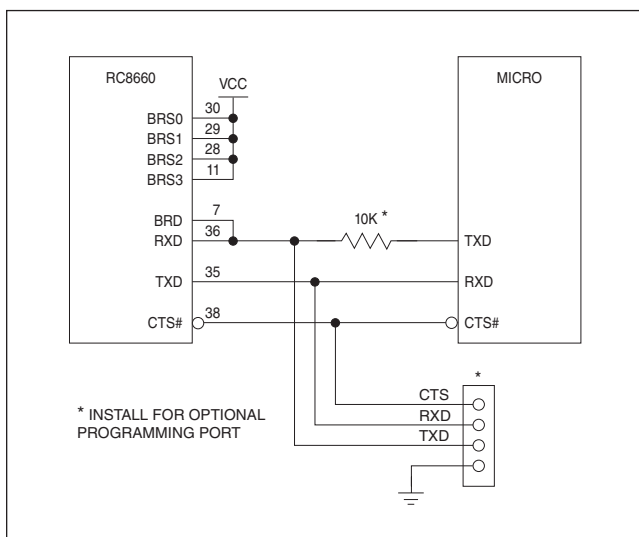 RC8660
VCC
MICRO
BRS0 30
BRS1 29
BRS2 28
BRS3 11
BRD 7
RXD 36
10K *
TXD
TXD 35
RXD
CTS# 38
CTS#
*
CTS
RXD
TXD
* INSTALL FOR OPTIONAL
PROGRAMMING PORT